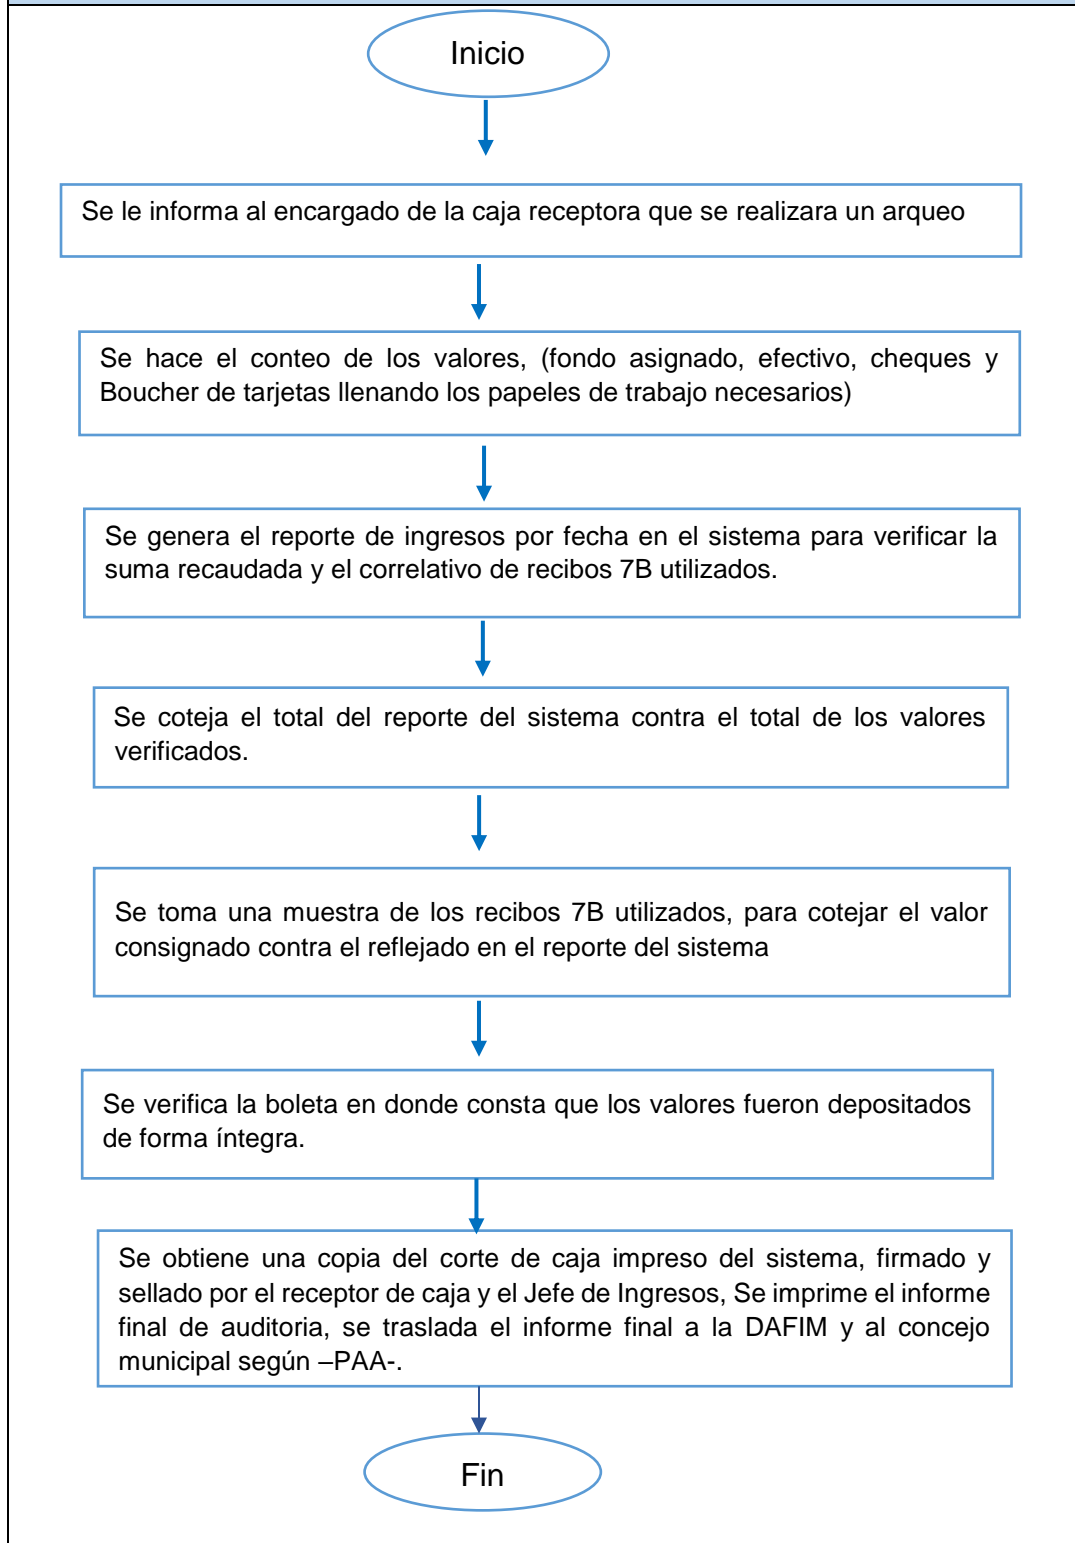 Inicio
Se le informa al encargado de la caja receptora que se realizara un arqueo
Se hace el conteo de los valores, (fondo asignado, efectivo, cheques y
Boucher de tarjetas llenando los papeles de trabajo necesarios)
Se genera el reporte de ingresos por fecha en el sistema para verificar la
suma recaudada y el correlativo de recibos 7B utilizados.
Se coteja el total del reporte del sistema contra el total de los valores
verificados.
Se toma una muestra de los recibos 7B utilizados, para cotejar el valor
consignado contra el reflejado en el reporte del sistema
Se verifica la boleta en donde consta que los valores fueron depositados
de forma íntegra.
Se obtiene una copia del corte de caja impreso del sistema, firmado y
sellado por el receptor de caja y el Jefe de Ingresos, Se imprime el informe
final de auditoria, se traslada el informe final a la DAFIM y al concejo
municipal según –PAA-.
Fin